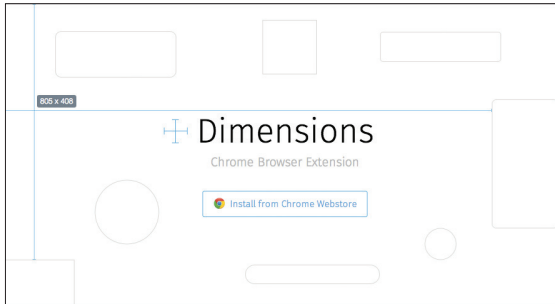 805 x 408
Dimensions
Chrome Browser Extension
Install from Chrome Webstore